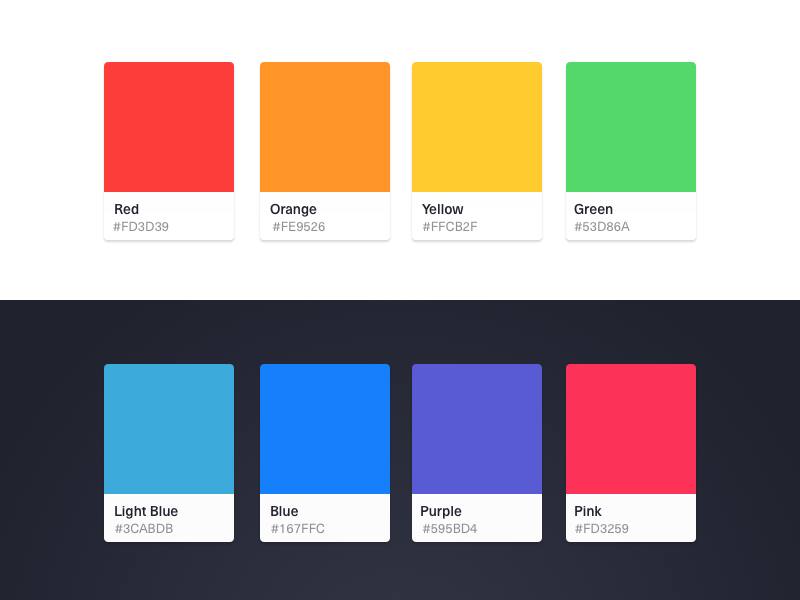 Red
#FD3D39
Orange
#FE9526
Yellow
#FFCB2F
Green
#53D86A
Light Blue
#3CABDB
Blue
#167FFC
Purple
#595BD4
Pink
#FD3259